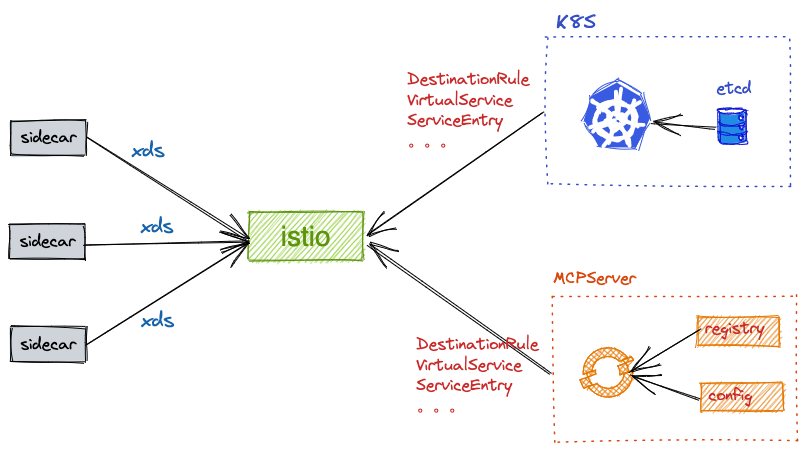 K8S
DestinationRule
VirtualService
ServiceEntry
. . .
etcd
sidecar
xds
sidecar
xds
istio
sidecar
xds
MCPServer
DestinationRule
VirtualService
ServiceEntry
. . .
registry
config